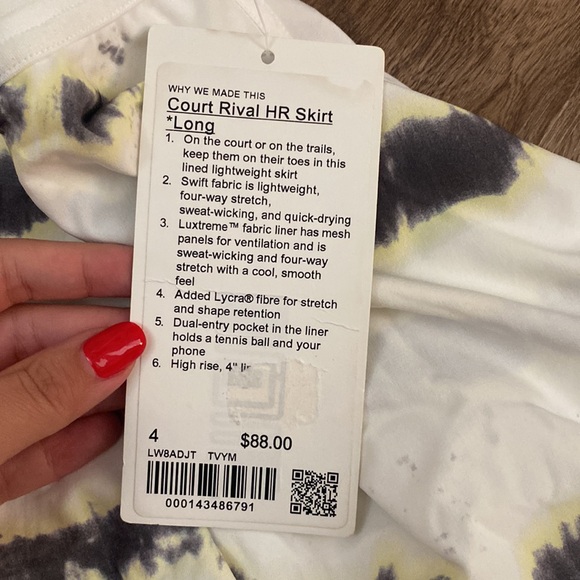 WHY WE MADE THIS
Court Rival HR Skirt
*Long
1. On the court or on the trails,
keep them on their toes in this
lined lightweight skirt
2. Swift fabric is lightweight,
four-way stretch,
sweat-wicking, and quick-drying
3. Luxtreme™ fabric liner has mesh
panels for ventilation and is
sweat-wicking and four-way
stretch with a cool, smooth
feel
4. Added Lycra® fibre for stretch
and shape retention
5. Dual-entry pocket in the liner
holds a tennis ball and your
phone
6. High rise, 4"
4 $88.00
LW8ADJT TVYM
000143486791